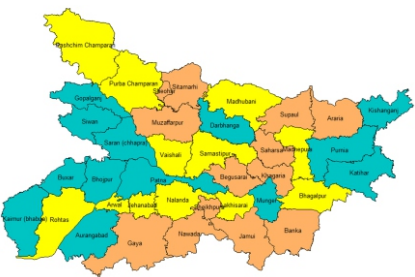 Pashchim Champaran
Purba Champaran
Sitamarhi
Sheohar
Gopalganj
Madhubani
Kishanganj
Siwan
Muzaffarpur
Darbhanga
Supaul
Araria
Saran (chhapra)
Vaishali
Samastipur
Saharsa
Madhepura
Purnia
Buxar
Bhojpur
Patna
Begusarai
Khagaria
Katihar
Kaimur (bhabua)
Rohtas
Arwal
Jahanabad
Nalanda
Lakhisarai
Munger
Bhagalpur
Aurangabad
Gaya
Nawada
Jamui
Banka